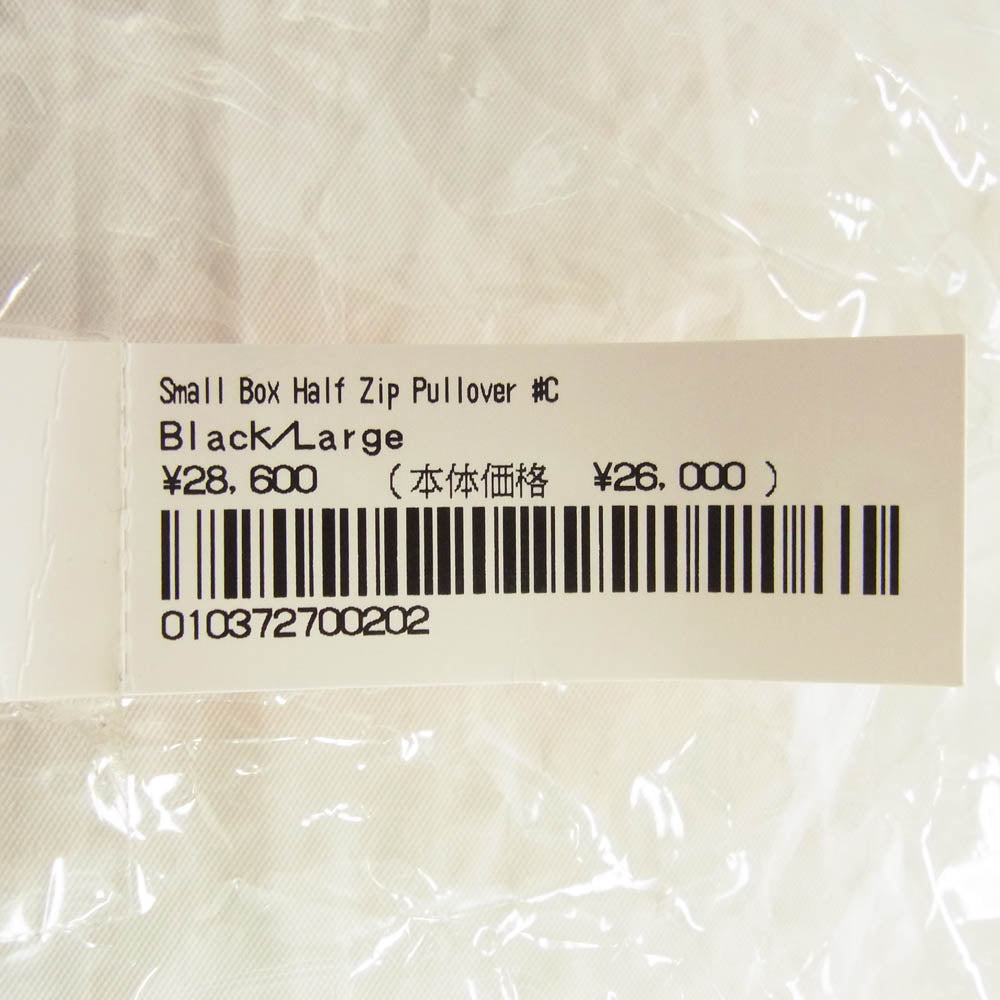 Small Box Half Zip Pullover #C
Black/Large
¥28,600 (本体価格 ¥26,000)
010372700202